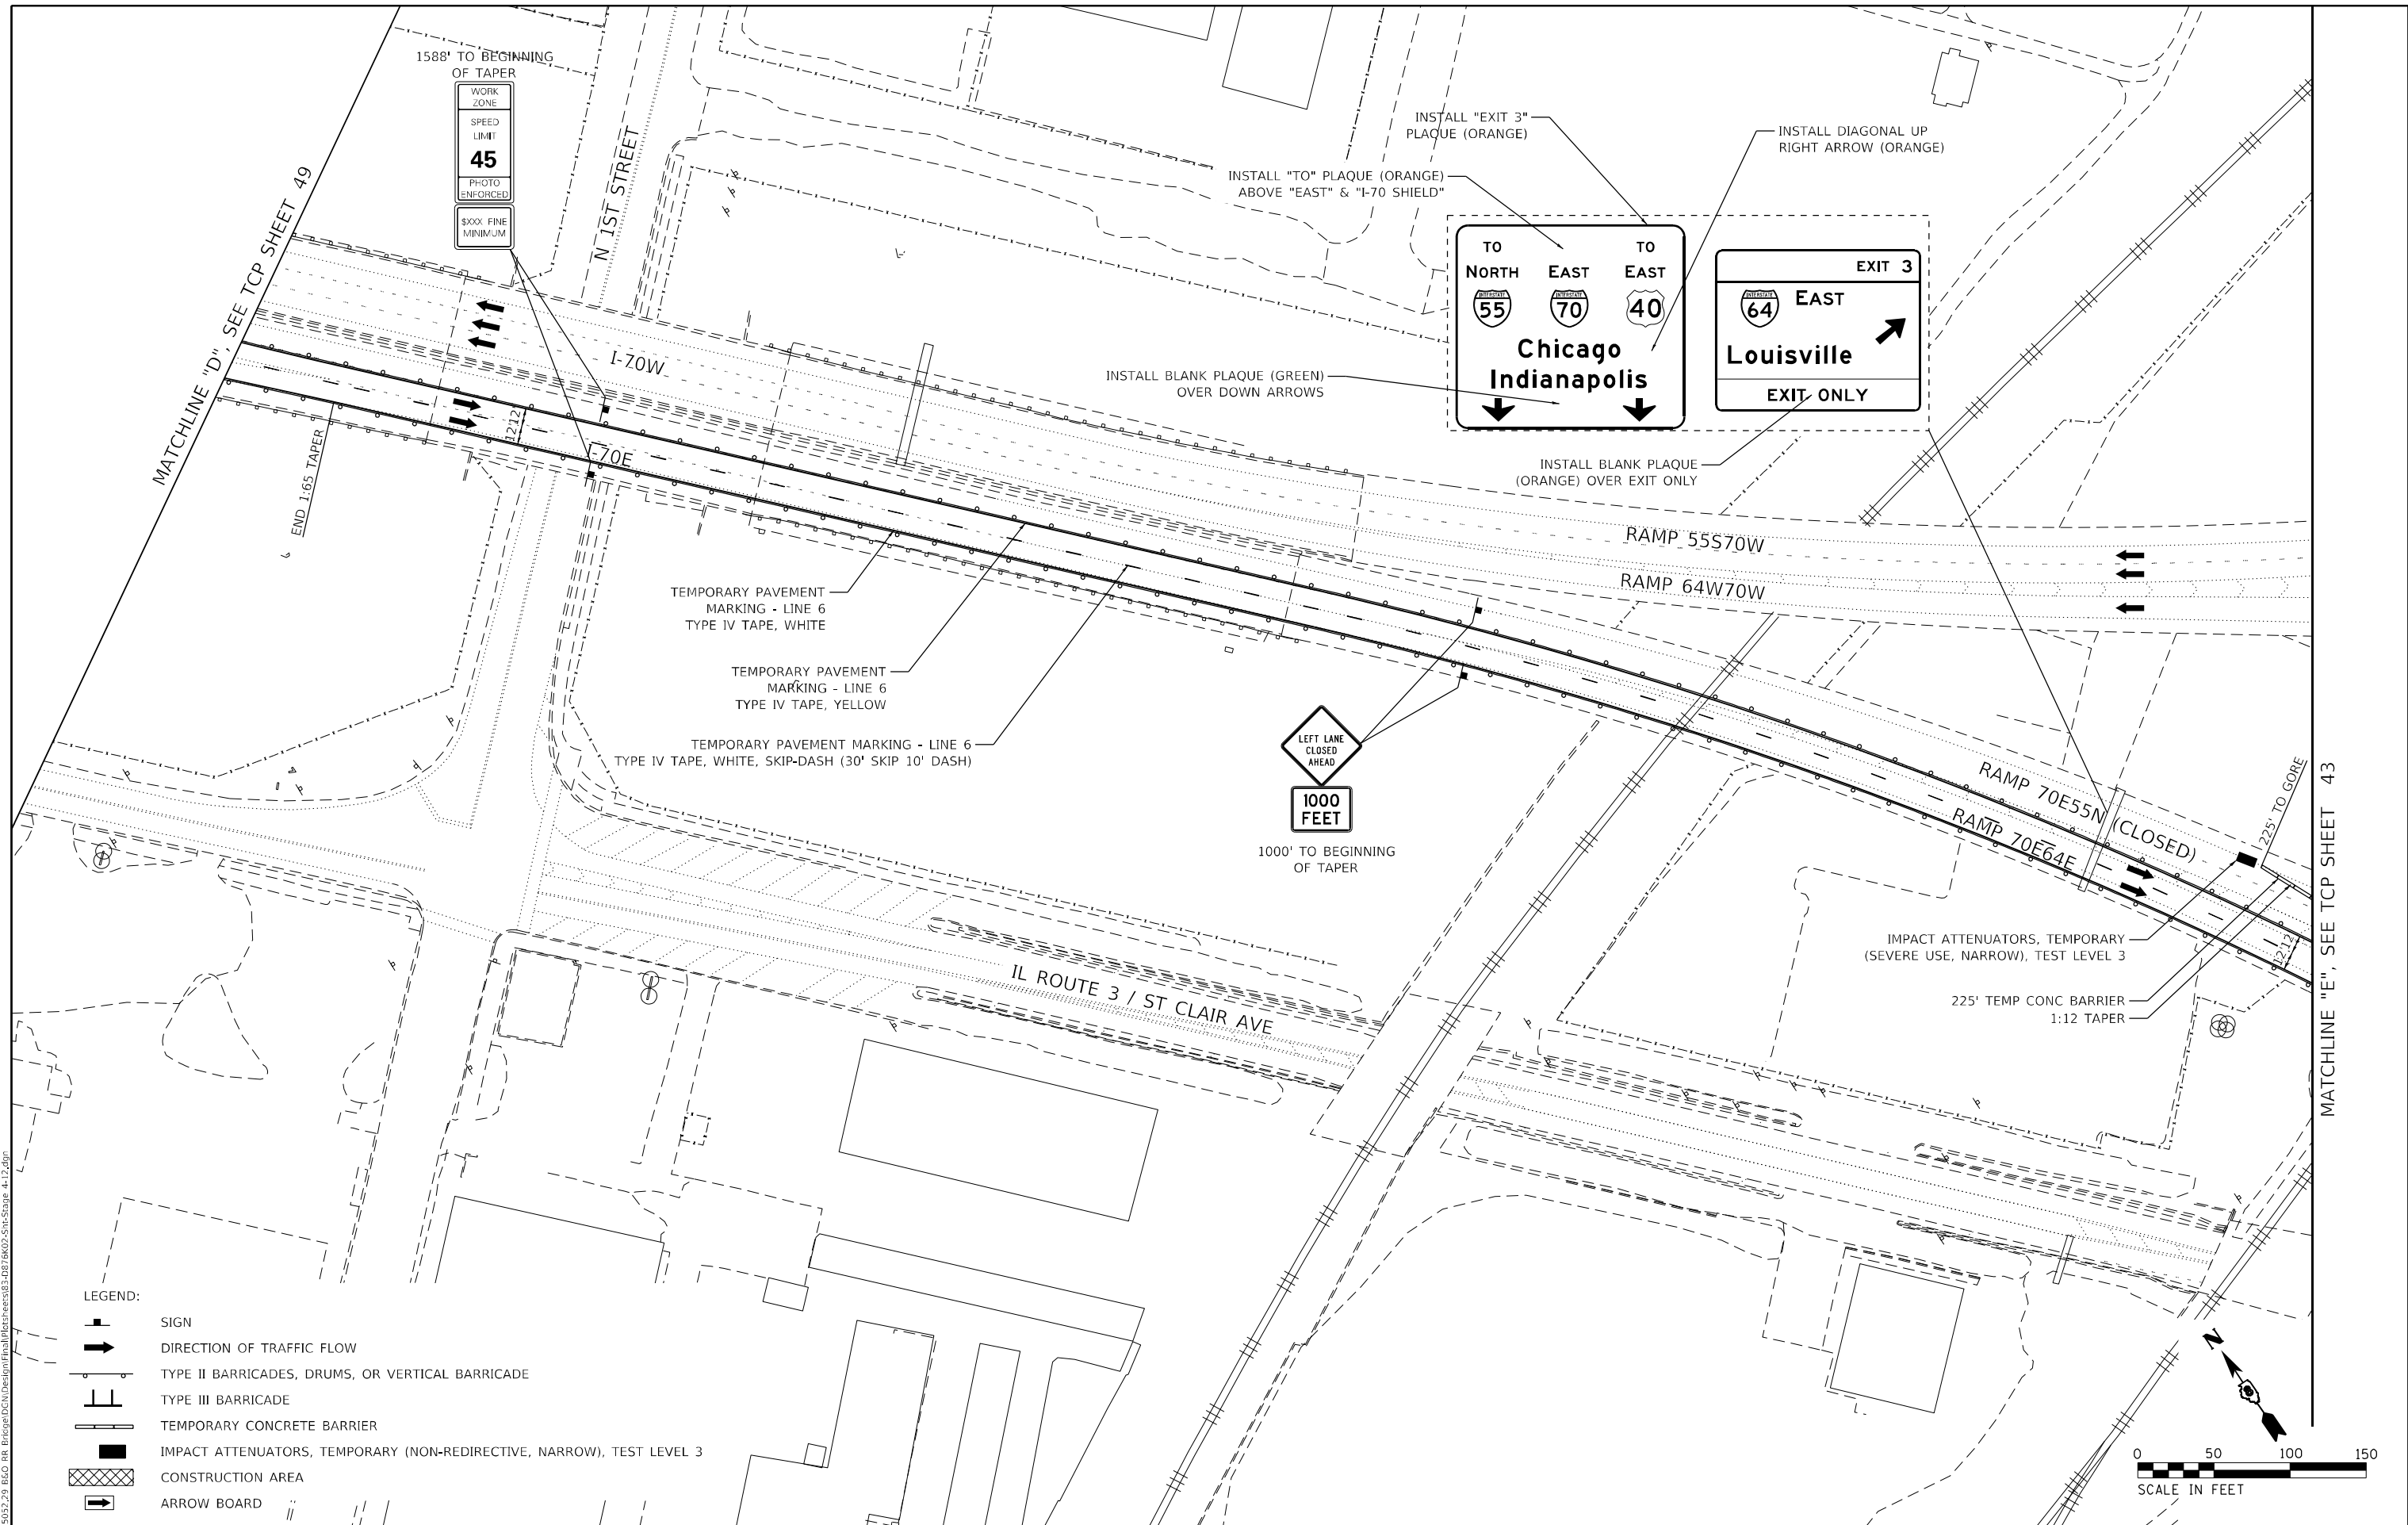 1588' TO BEGINNING
OF TAPER
WORK
ZONE
SPEED
LIMIT
45
PHOTO
ENFORCED
$XXX FINE
MINIMUM
N 1ST STREET
MATCHLINE "D", SEE TCP SHEET 49
INSTALL "EXIT 3"
PLAQUE (ORANGE)
INSTALL DIAGONAL UP
RIGHT ARROW (ORANGE)
INSTALL "TO" PLAQUE (ORANGE)
ABOVE "EAST" & "I-70 SHIELD"
TO TO
NORTH EAST EAST
INTERSTATE 55 INTERSTATE 70 40
Chicago
Indianapolis
EXIT 3
INTERSTATE 64 EAST
Louisville
EXIT ONLY
INSTALL BLANK PLAQUE (GREEN)
OVER DOWN ARROWS
INSTALL BLANK PLAQUE
(ORANGE) OVER EXIT ONLY
I-70W
I-70E
12 12
END 1:65 TAPER
RAMP 55S70W
RAMP 64W70W
TEMPORARY PAVEMENT
MARKING - LINE 6
TYPE IV TAPE, WHITE
TEMPORARY PAVEMENT
MARKING - LINE 6
TYPE IV TAPE, YELLOW
TEMPORARY PAVEMENT MARKING - LINE 6
TYPE IV TAPE, WHITE, SKIP-DASH (30' SKIP 10' DASH)
LEFT LANE
CLOSED
AHEAD
1000
FEET
1000' TO BEGINNING
OF TAPER
RAMP 70E55N (CLOSED)
RAMP 70E64E
225' TO GORE
12 12
IMPACT ATTENUATORS, TEMPORARY
(SEVERE USE, NARROW), TEST LEVEL 3
225' TEMP CONC BARRIER
1:12 TAPER
MATCHLINE "E", SEE TCP SHEET 43
IL ROUTE 3 / ST CLAIR AVE
LEGEND:
SIGN
DIRECTION OF TRAFFIC FLOW
TYPE II BARRICADES, DRUMS, OR VERTICAL BARRICADE
TYPE III BARRICADE
TEMPORARY CONCRETE BARRIER
IMPACT ATTENUATORS, TEMPORARY (NON-REDIRECTIVE, NARROW), TEST LEVEL 3
CONSTRUCTION AREA
ARROW BOARD
N
0 50 100 150
SCALE IN FEET